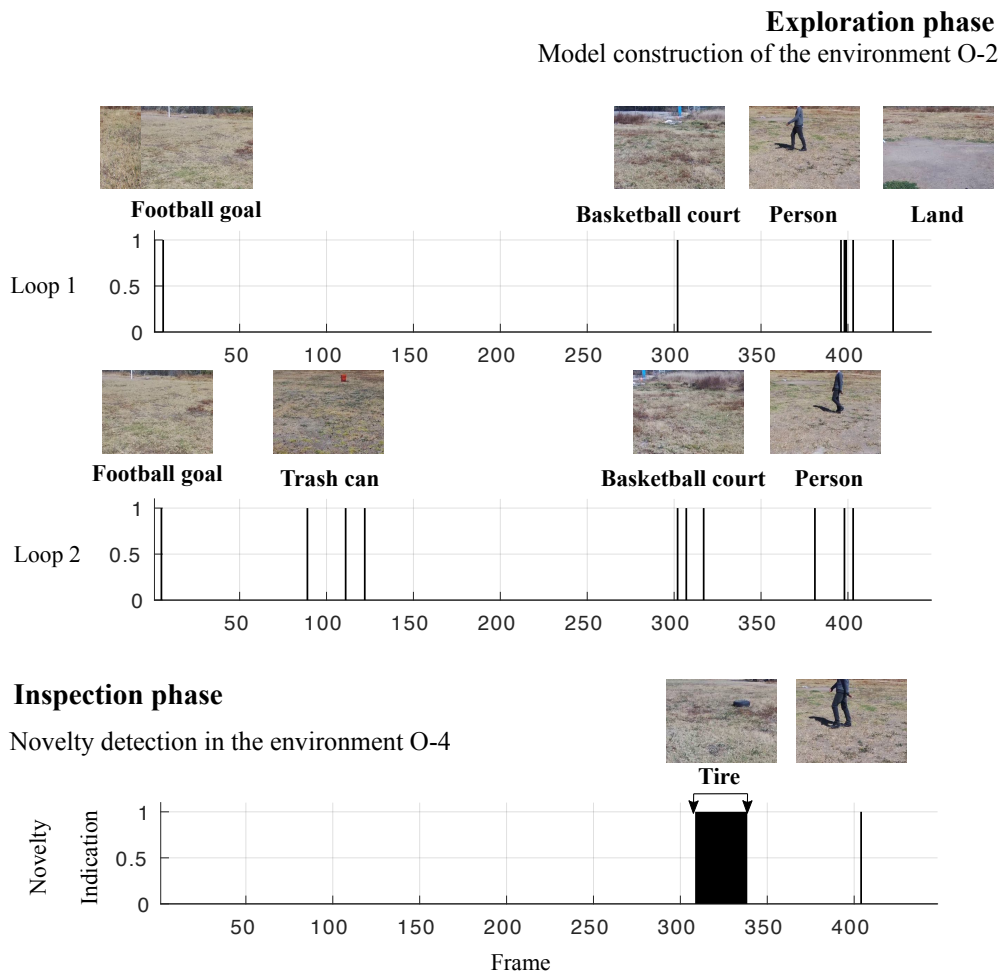 Exploration phase
Model construction of the environment O-2
Football goal Basketball court Person Land
Loop 1
1
0.5
0
50 100 150 200 250 300 350 400
Football goal Trash can Basketball court Person
Loop 2
1
0.5
0
50 100 150 200 250 300 350 400
Inspection phase
Novelty detection in the environment O-4
Tire
Novelty
Indication
1
0.5
0
50 100 150 200 250 300 350 400
Frame